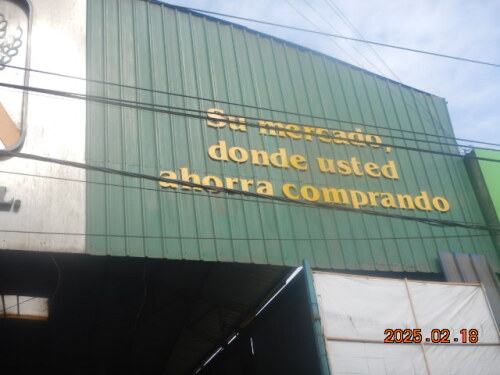 Su mercado,
donde usted
ahorra comprando
L.
2025.02.18